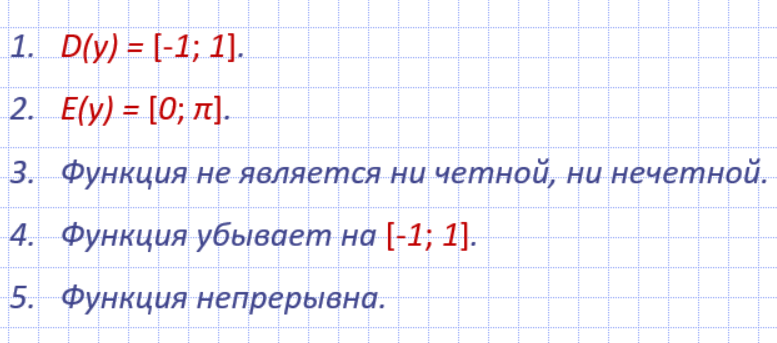 1. D(y) = [-1; 1].
2. E(y) = [0; π].
3. Функция не является ни четной, ни нечетной.
4. Функция убывает на [-1; 1].
5. Функция непрерывна.